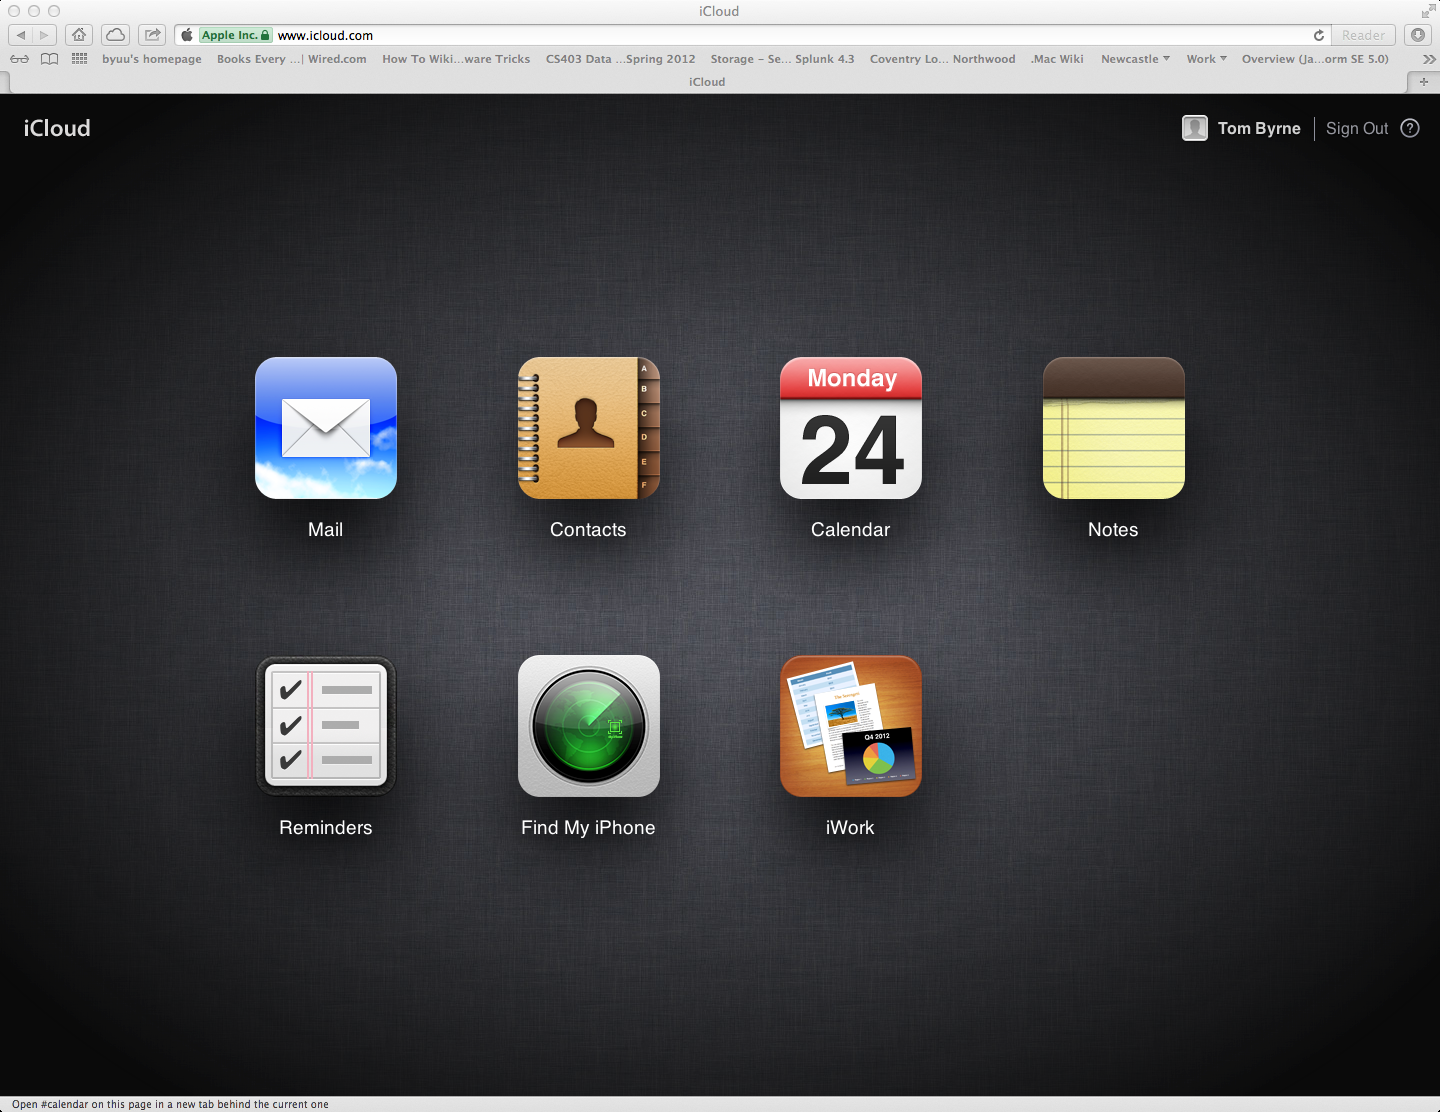 iCloud
Apple Inc. www.icloud.com Reader
byuu's homepage Books Every ...| Wired.com How To Wiki...ware Tricks CS403 Data ...Spring 2012 Storage – Se... Splunk 4.3 Coventry Lo... Northwood .Mac Wiki Newcastle Work Overview (Ja...orm SE 5.0)
iCloud
iCloud Tom Byrne Sign Out ?
A
B
C
D
E
F
Monday
24
Mail Contacts Calendar Notes
Q4 2012
Reminders Find My iPhone iWork
Open #calendar on this page in a new tab behind the current one